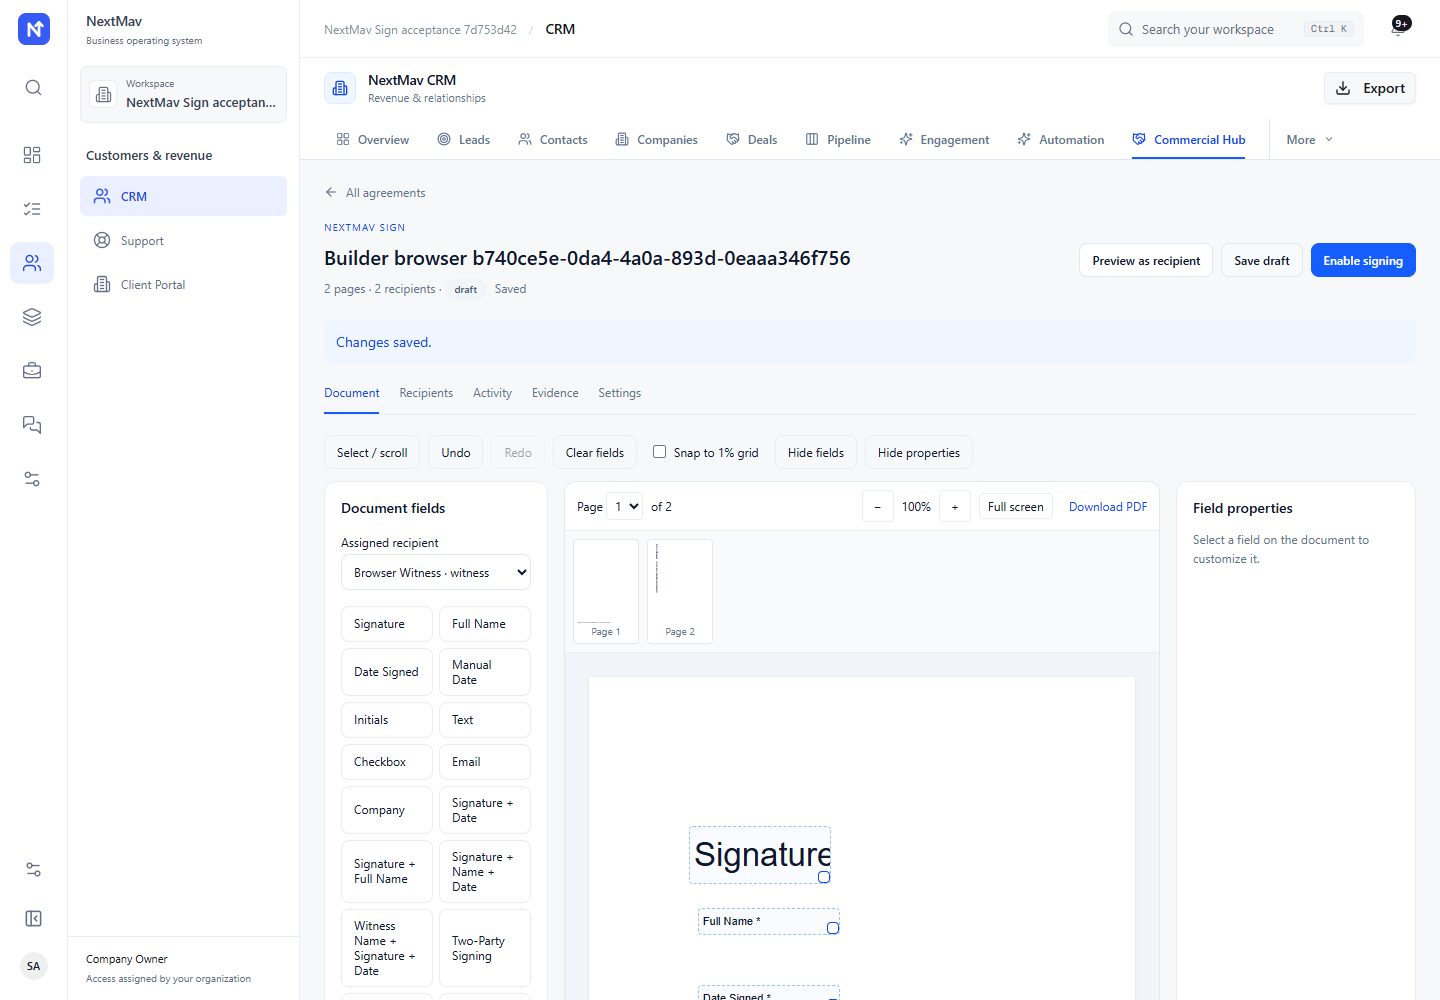 NextMav
Business operating system
Workspace
NextMav Sign acceptan...
Customers & revenue
CRM
Support
Client Portal
Company Owner
Access assigned by your organization
SA
NextMav Sign acceptance 7d753d42 / CRM
Search your workspace Ctrl K
9+
NextMav CRM
Revenue & relationships
Export
Overview Leads Contacts Companies Deals Pipeline Engagement Automation Commercial Hub More
All agreements
NEXTMAV SIGN
Builder browser b740ce5e-0da4-4a0a-893d-0eaaa346f756
Preview as recipient Save draft Enable signing
2 pages · 2 recipients · draft Saved
Changes saved.
Document Recipients Activity Evidence Settings
Select / scroll Undo Redo Clear fields Snap to 1% grid Hide fields Hide properties
Document fields
Assigned recipient
Browser Witness · witness
Signature
Full Name
Date Signed
Manual
Date
Initials
Text
Checkbox
Email
Company
Signature +
Date
Signature +
Full Name
Signature +
Name +
Date
Witness
Name +
Signature +
Date
Two-Party
Signing
Page 1 of 2
− 100% + Full screen Download PDF
Page 1
Page 2
Signature
Full Name *
Date Signed *
Field properties
Select a field on the document to
customize it.